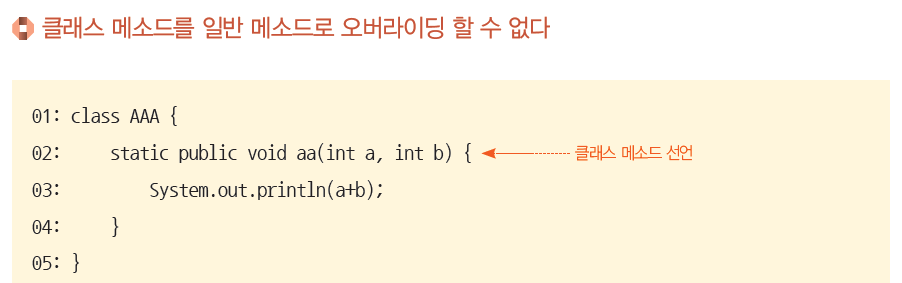 클래스 메소드를 일반 메소드로 오버라이딩 할 수 없다
01: class AAA {
02:     static public void aa(int a, int b) { 클래스 메소드 선언
03:         System.out.println(a+b);
04:     }
05: }